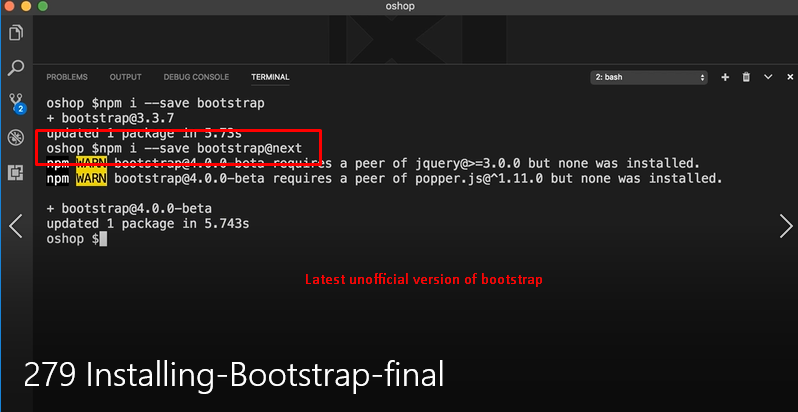 oshop
PROBLEMS OUTPUT DEBUG CONSOLE TERMINAL 2: bash
oshop $npm i --save bootstrap
+ bootstrap@3.3.7
updated 1 package in 5.73s
oshop $npm i --save bootstrap@next
npm WARN bootstrap@4.0.0-beta requires a peer of jquery@>=3.0.0 but none was installed.
npm WARN bootstrap@4.0.0-beta requires a peer of popper.js@^1.11.0 but none was installed.
+ bootstrap@4.0.0-beta
updated 1 package in 5.743s
oshop $
2
Latest unofficial version of bootstrap
279 Installing-Bootstrap-final